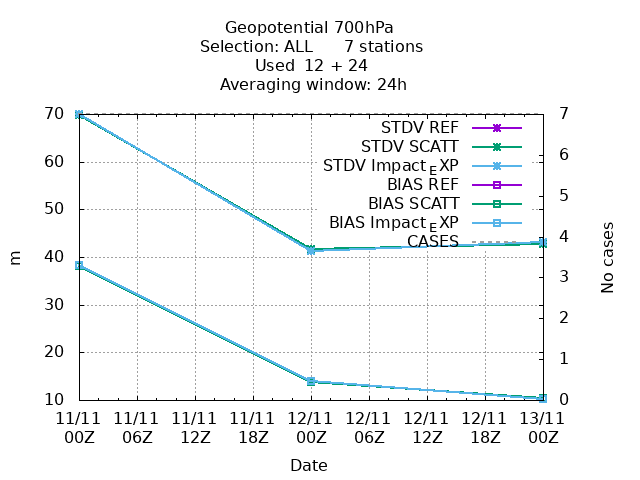 Geopotential 700hPa
Selection: ALL 7 stations
Used 12 + 24
Averaging window: 24h
70
60
50
40
30
20
10
m
7
6
5
4
3
2
1
0
No cases
STDV REF
STDV SCATT
STDV Impact_EXP
BIAS REF
BIAS SCATT
BIAS Impact_EXP
CASES
11/11 11/11 11/11 11/11 12/11 12/11 12/11 12/11 13/11
00Z 06Z 12Z 18Z 00Z 06Z 12Z 18Z 00Z
Date